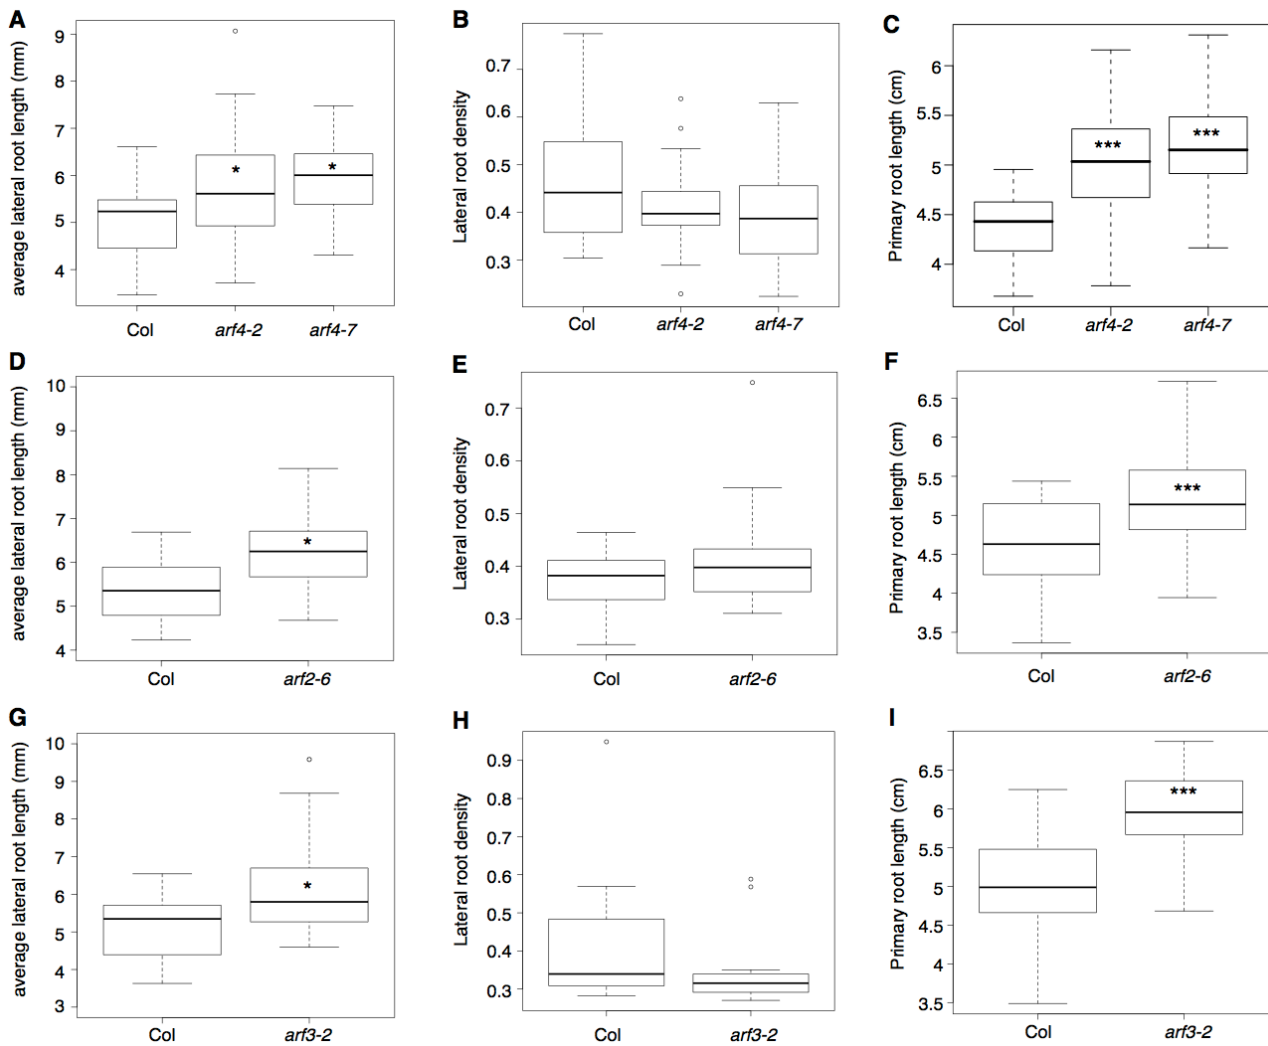 A
average lateral root length (mm)
9
8
7
6
5
4
*
*
Col
arf4-2
arf4-7
B
Lateral root density
0.7
0.6
0.5
0.4
0.3
Col
arf4-2
arf4-7
C
Primary root length (cm)
6
5.5
5
4.5
4
***
***
Col
arf4-2
arf4-7
D
average lateral root length (mm)
10
9
8
7
6
5
4
*
Col
arf2-6
E
Lateral root density
0.7
0.6
0.5
0.4
0.3
Col
arf2-6
F
Primary root length (cm)
6.5
6
5.5
5
4.5
4
3.5
***
Col
arf2-6
G
average lateral root length (mm)
10
9
8
7
6
5
4
3
*
Col
arf3-2
H
Lateral root density
0.9
0.8
0.7
0.6
0.5
0.4
0.3
Col
arf3-2
I
Primary root length (cm)
6.5
6
5.5
5
4.5
4
3.5
***
Col
arf3-2